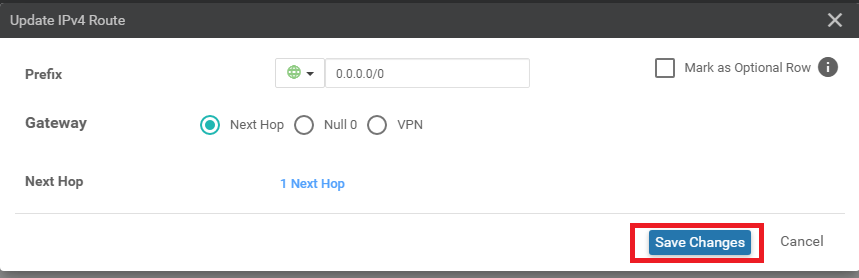 Update IPv4 Route
Prefix
0.0.0.0/0
Mark as Optional Row
Gateway
Next Hop
Null 0
VPN
Next Hop
1 Next Hop
Save Changes
Cancel